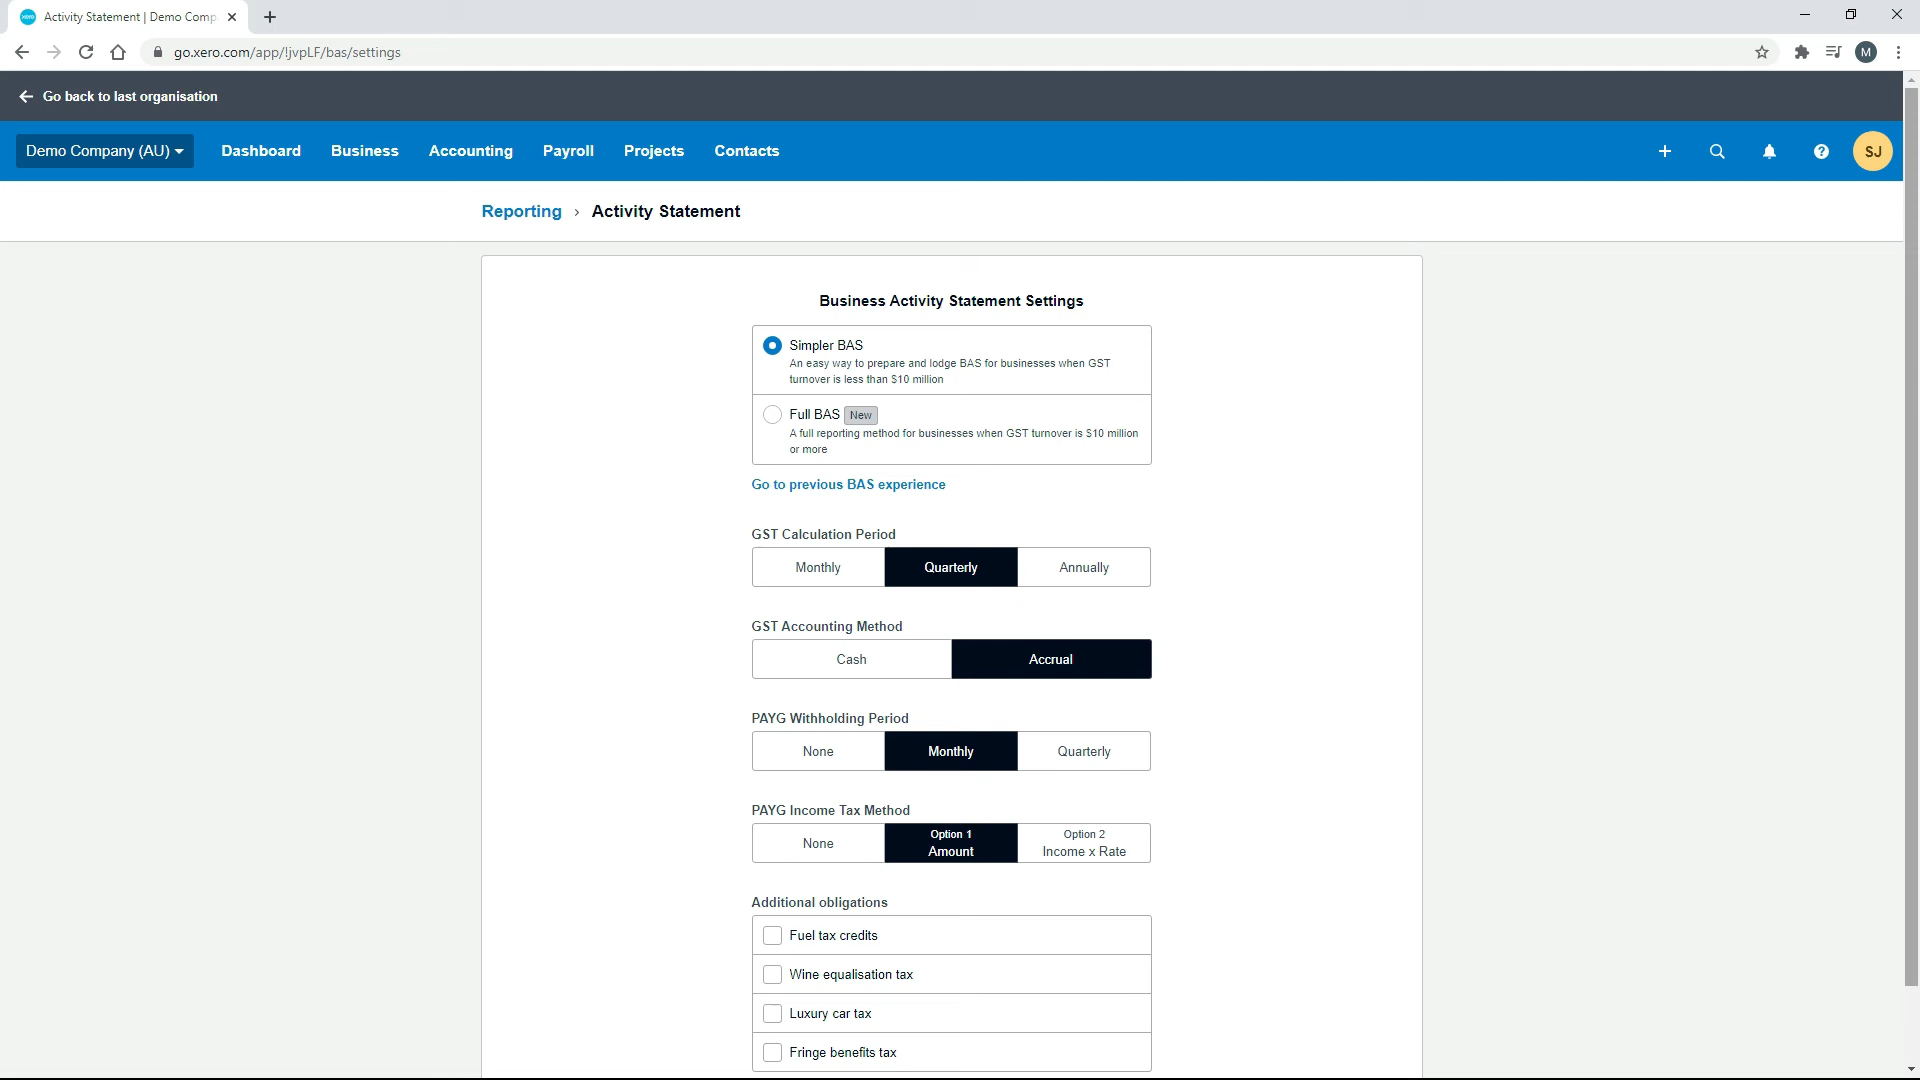 Activity Statement | Demo Comp
go.xero.com/app/!jvpLF/bas/settings
M
Go back to last organisation
Demo Company (AU)
Dashboard
Business
Accounting
Payroll
Projects
Contacts
SJ
Reporting › Activity Statement
Business Activity Statement Settings
Simpler BAS
An easy way to prepare and lodge BAS for businesses when GST
turnover is less than $10 million
Full BAS New
A full reporting method for businesses when GST turnover is $10 million
or more
Go to previous BAS experience
GST Calculation Period
Monthly
Quarterly
Annually
GST Accounting Method
Cash
Accrual
PAYG Withholding Period
None
Monthly
Quarterly
PAYG Income Tax Method
None
Option 1
Amount
Option 2
Income x Rate
Additional obligations
Fuel tax credits
Wine equalisation tax
Luxury car tax
Fringe benefits tax